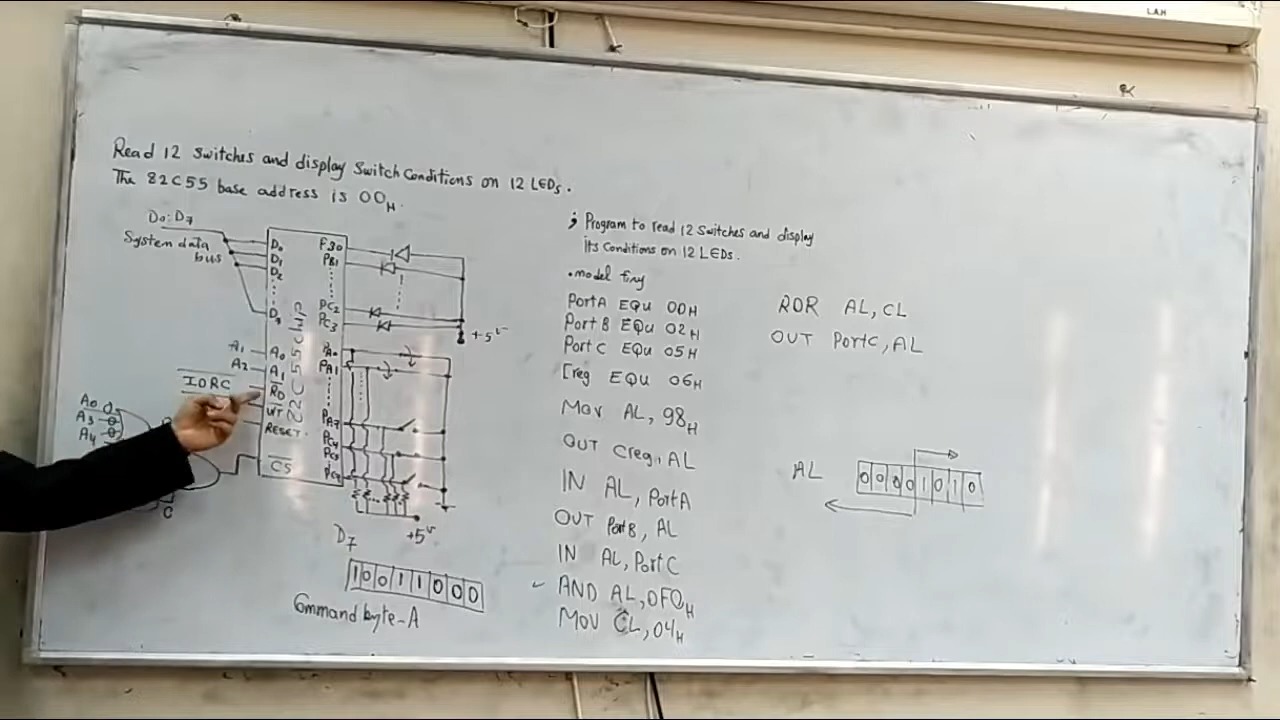 L.A.H
Read 12 Switches and display Switch Conditions on 12 LEDs.
The 82C55 base address is 00H.
D0:D7
System data
bus
D0
D1
D2
D7
PB0
PB1
PC2
PC3
+5V
A1
A0
A2
A1
IORC
RD
WT
RESET
CS
PA0
PA1
PA7
PC4
A0
A3
A4
+5V
D7
1 0 0 1 1 0 0 0
Command byte-A
; Program to read 12 Switches and display
its Conditions on 12 LEDs.
.model tiny
PortA EQU 00H
Port B EQU 02H
Port C EQU 05H
Creg EQU 06H
Mov AL, 98H
OUT Creg, AL
IN AL, PortA
OUT PortB, AL
IN AL, PortC
AND AL, 0F0H
MOV CL, 04H
ROR AL, CL
OUT PortC, AL
AL
0 0 0 0 1 0 1 0